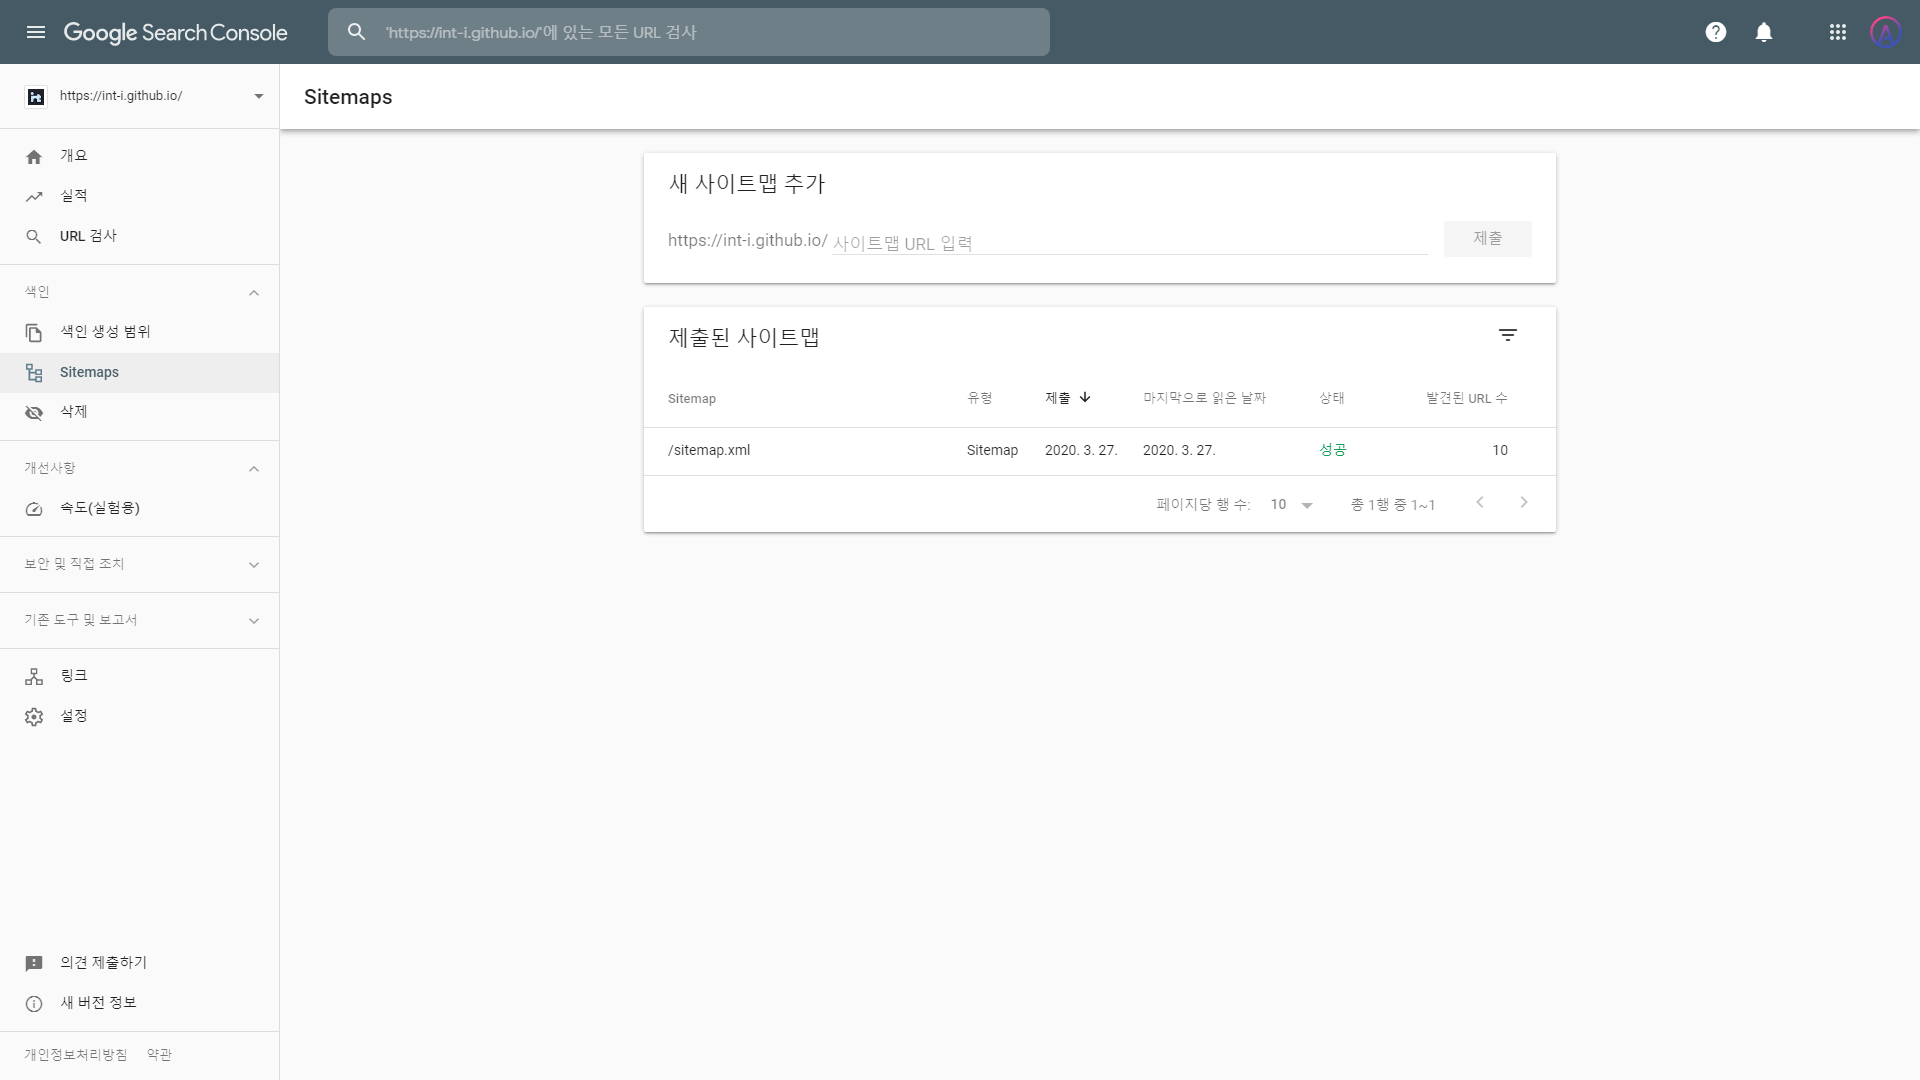 Google Search Console
'https://int-i.github.io/'에 있는 모든 URL 검사
https://int-i.github.io/
개요
실적
URL 검사
색인
색인 생성 범위
Sitemaps
삭제
개선사항
속도(실험용)
보안 및 직접 조치
기존 도구 및 보고서
링크
설정
의견 제출하기
새 버전 정보
개인정보처리방침 약관
Sitemaps
새 사이트맵 추가
https://int-i.github.io/ 사이트맵 URL 입력 제출
제출된 사이트맵
Sitemap 유형 제출 마지막으로 읽은 날짜 상태 발견된 URL 수
/sitemap.xml Sitemap 2020. 3. 27. 2020. 3. 27. 성공 10
페이지당 행 수: 10 총 1행 중 1~1